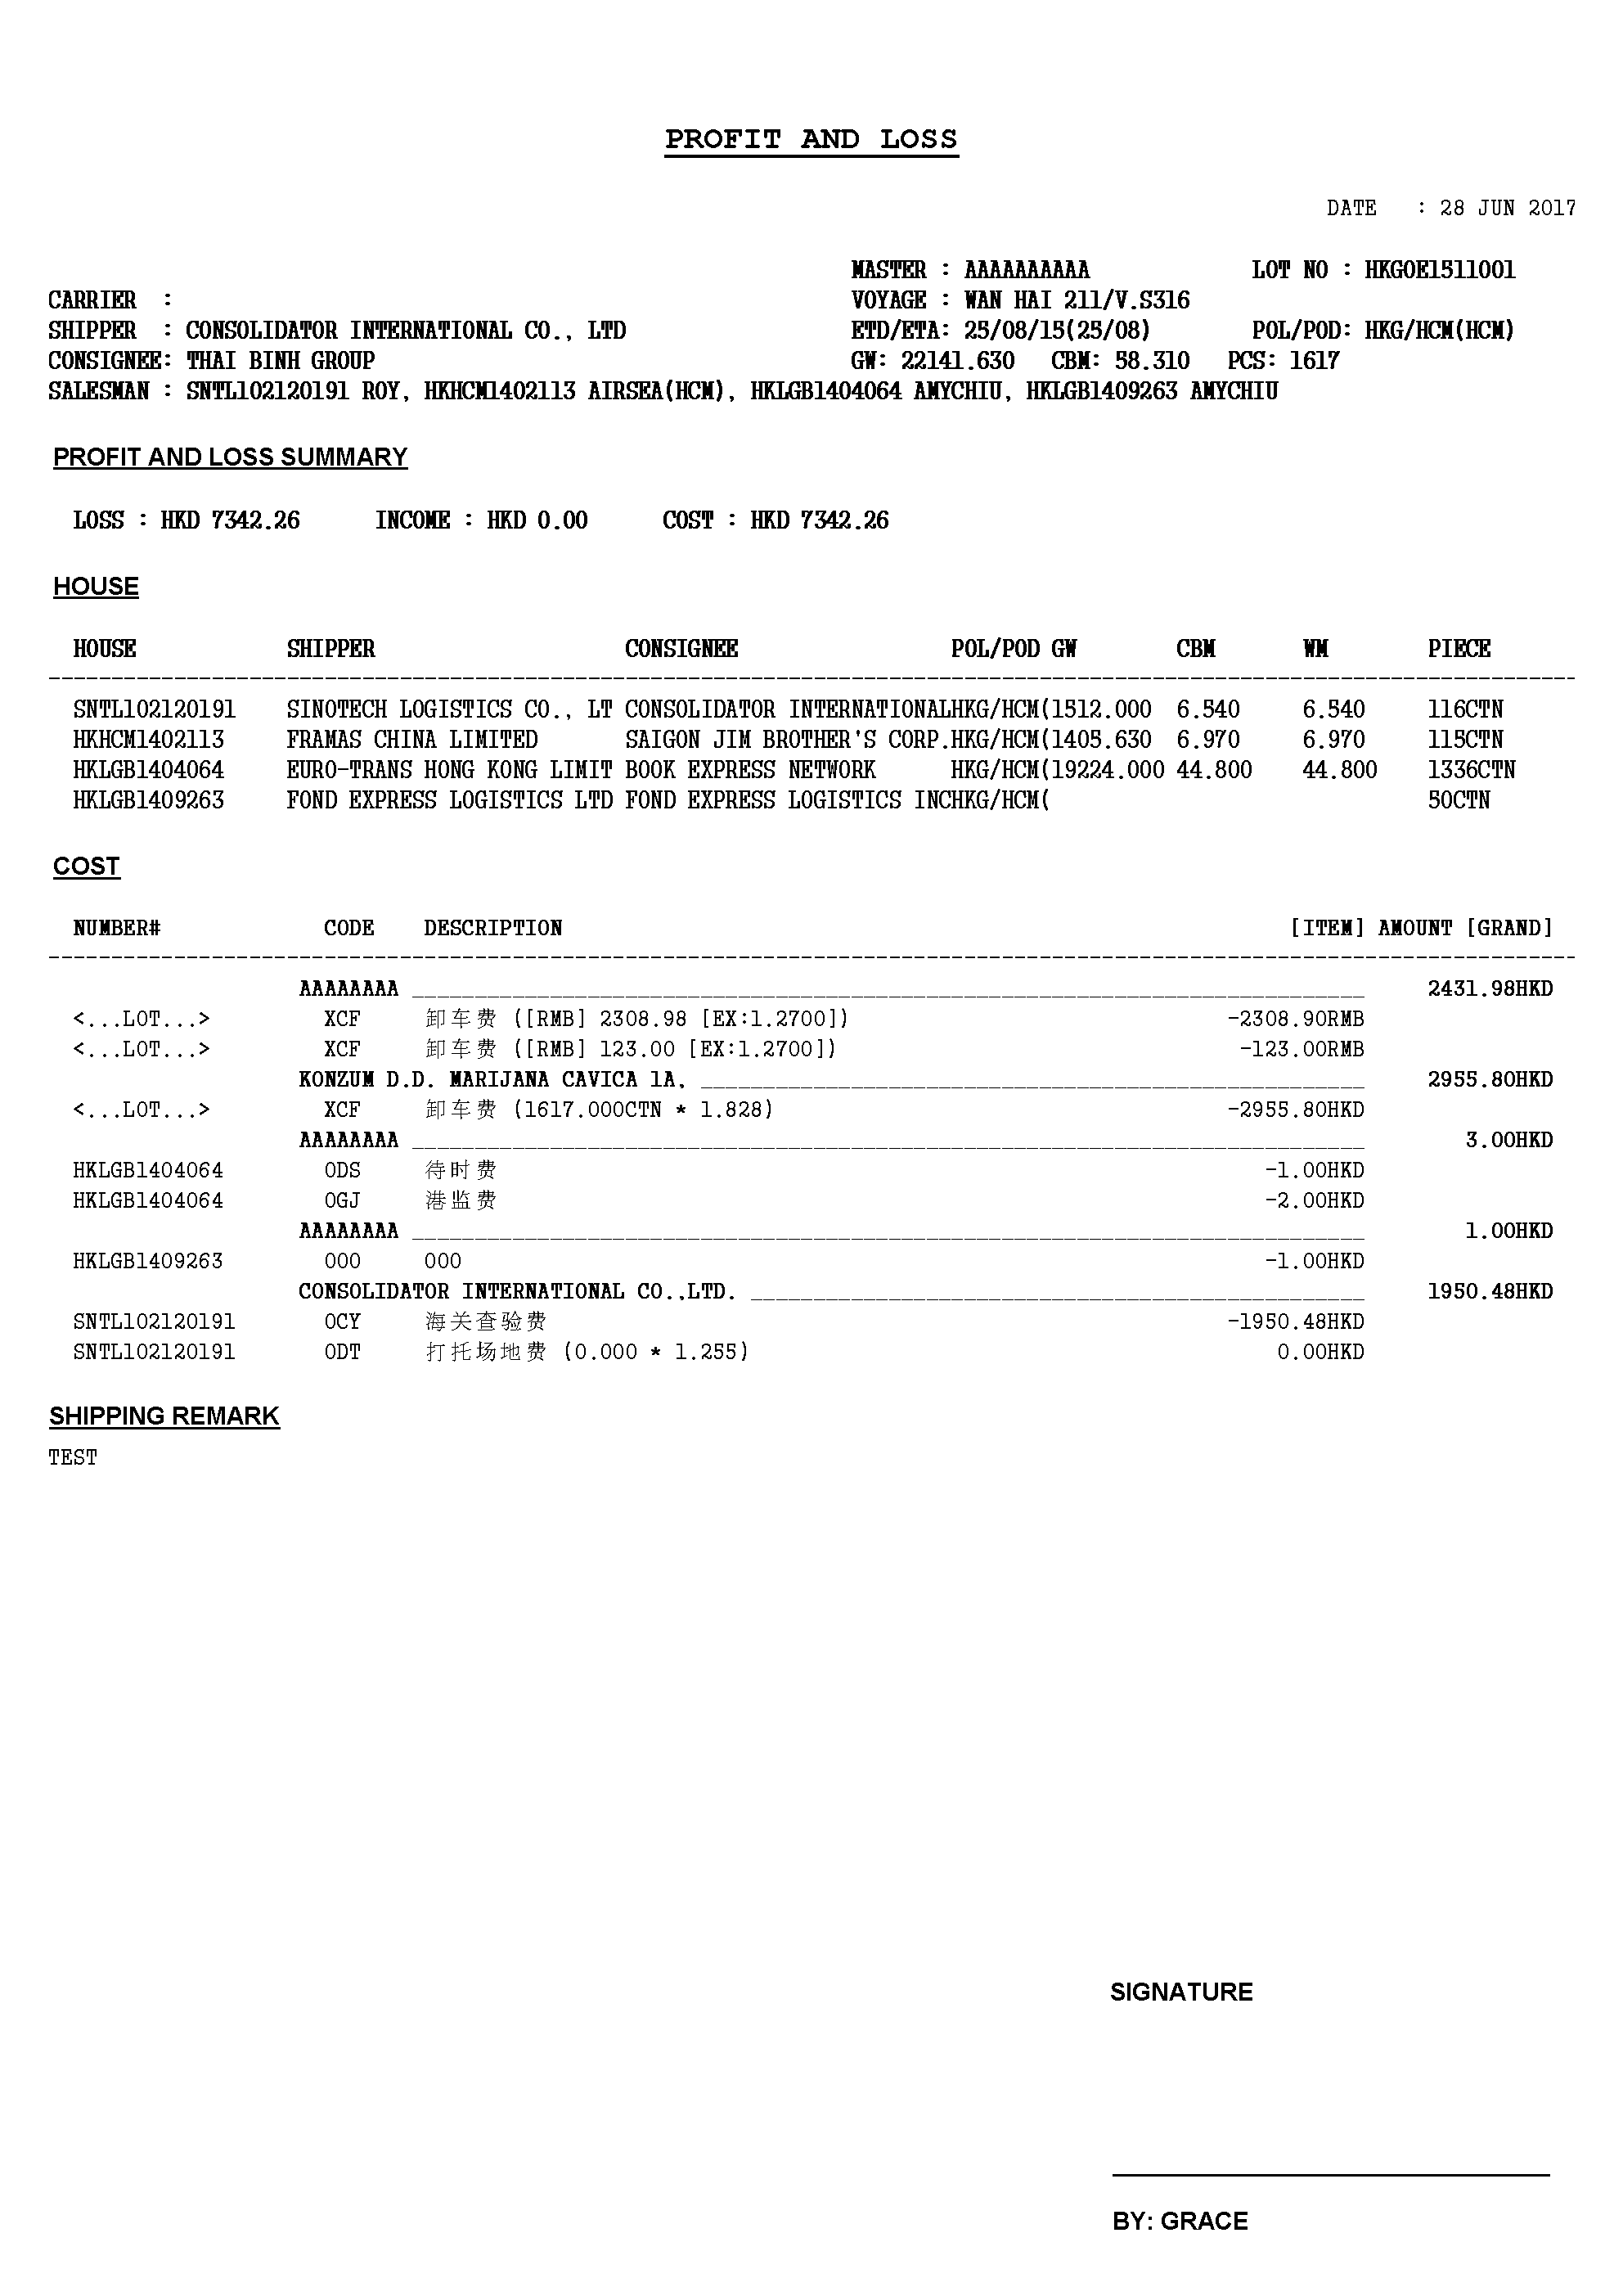 PROFIT AND LOSS
DATE : 28 JUN 2017
MASTER : AAAAAAAAAA LOT NO : HKGOE1511001
CARRIER : VOYAGE : WAN HAI 211/V.S316
SHIPPER : CONSOLIDATOR INTERNATIONAL CO., LTD ETD/ETA: 25/08/15(25/08) POL/POD: HKG/HCM(HCM)
CONSIGNEE: THAI BINH GROUP GW: 22141.630 CBM: 58.310 PCS: 1617
SALESMAN : SNTL102120191 ROY, HKHCM1402113 AIRSEA(HCM), HKLGB1404064 AMYCHIU, HKLGB1409263 AMYCHIU
PROFIT AND LOSS SUMMARY
LOSS : HKD 7342.26 INCOME : HKD 0.00 COST : HKD 7342.26
HOUSE
HOUSE SHIPPER CONSIGNEE POL/POD GW CBM WM PIECE
SNTL102120191 SINOTECH LOGISTICS CO., LT CONSOLIDATOR INTERNATIONALHKG/HCM(1512.000 6.540 6.540 116CTN
HKHCM1402113 FRAMAS CHINA LIMITED SAIGON JIM BROTHER'S CORP.HKG/HCM(1405.630 6.970 6.970 115CTN
HKLGB1404064 EURO-TRANS HONG KONG LIMIT BOOK EXPRESS NETWORK HKG/HCM(19224.000 44.800 44.800 1336CTN
HKLGB1409263 FOND EXPRESS LOGISTICS LTD FOND EXPRESS LOGISTICS INCHKG/HCM( 50CTN
COST
NUMBER# CODE DESCRIPTION [ITEM] AMOUNT [GRAND]
AAAAAAAA 2431.98HKD
<...LOT...> XCF 卸车费 ([RMB] 2308.98 [EX:1.2700]) -2308.90RMB
<...LOT...> XCF 卸车费 ([RMB] 123.00 [EX:1.2700]) -123.00RMB
KONZUM D.D. MARIJANA CAVICA 1A, 2955.80HKD
<...LOT...> XCF 卸车费 (1617.000CTN * 1.828) -2955.80HKD
AAAAAAAA 3.00HKD
HKLGB1404064 ODS 待时费 -1.00HKD
HKLGB1404064 OGJ 港监费 -2.00HKD
AAAAAAAA 1.00HKD
HKLGB1409263 OOO OOO -1.00HKD
CONSOLIDATOR INTERNATIONAL CO.,LTD. 1950.48HKD
SNTL102120191 OCY 海关查验费 -1950.48HKD
SNTL102120191 ODT 打托场地费 (0.000 * 1.255) 0.00HKD
SHIPPING REMARK
TEST
SIGNATURE
BY: GRACE